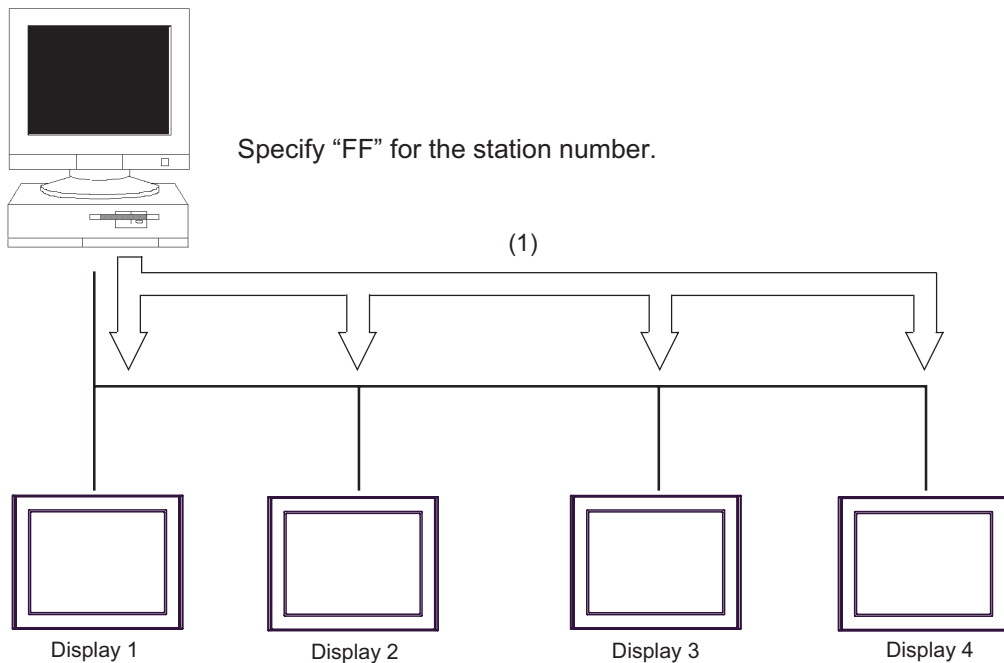 Specify “FF” for the station number.
(1)
Display 1
Display 2
Display 3
Display 4